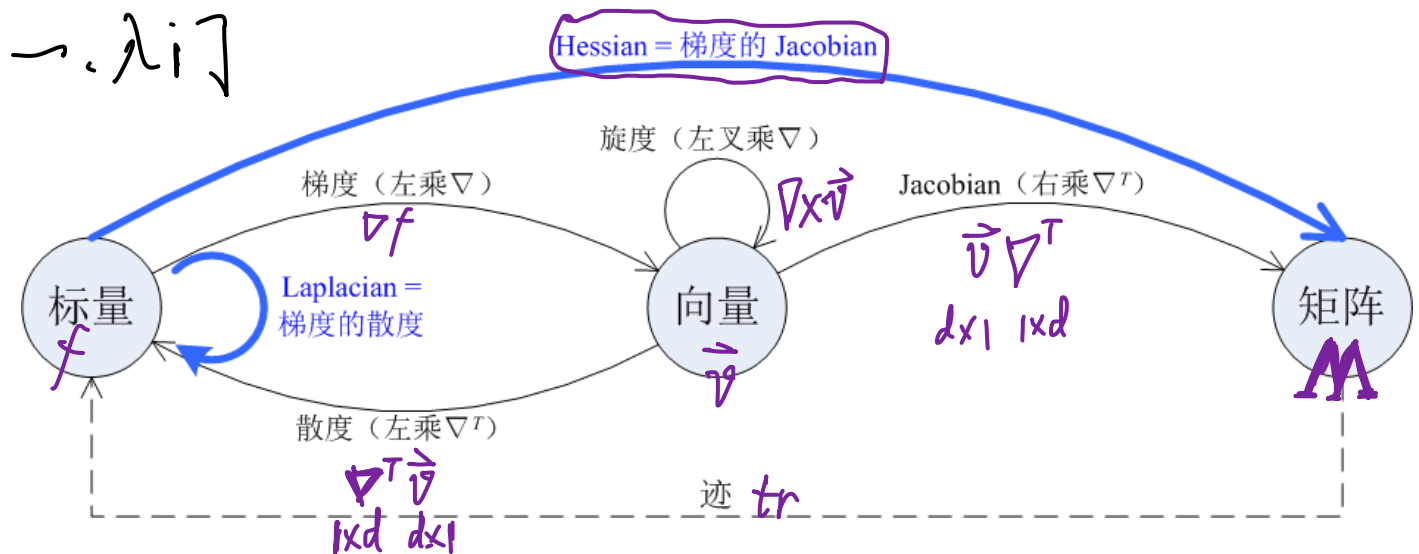 一.入门
Hessian = 梯度的 Jacobian
旋度（左叉乘∇）
∇×v⃗
梯度（左乘∇）
∇f
Jacobian（右乘∇ᵀ）
v⃗ ∇ᵀ
d×1 1×d
标量
f
Laplacian =
梯度的散度
向量
v⃗
矩阵
M
散度（左乘∇ᵀ）
∇ᵀ v⃗
1×d d×1
迹 tr